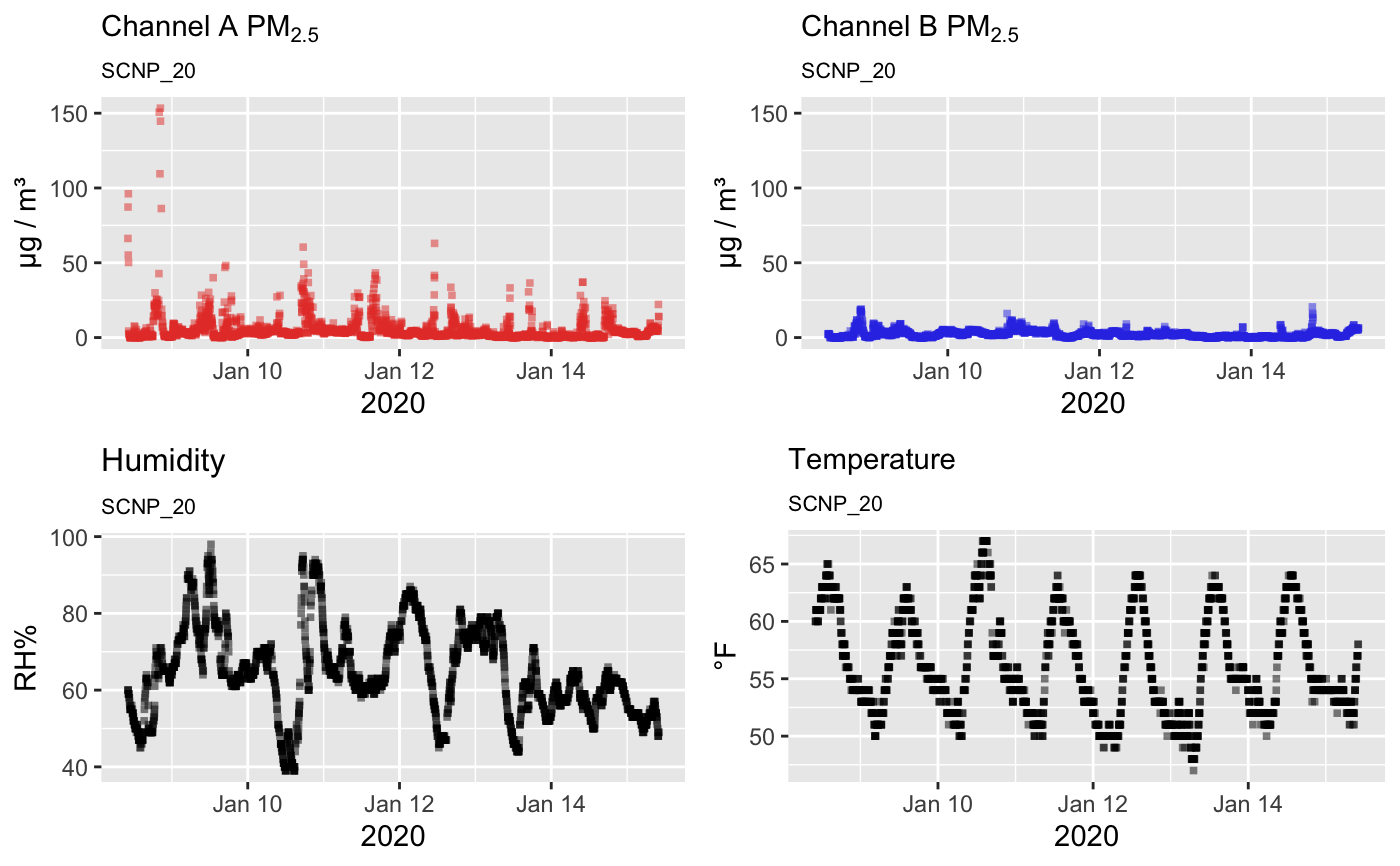 Channel A PM2.5
SCNP_20
150
100
50
0
µg / m³
Jan 10 Jan 12 Jan 14
2020
Channel B PM2.5
SCNP_20
150
100
50
0
µg / m³
Jan 10 Jan 12 Jan 14
2020
Humidity
SCNP_20
100
80
60
40
RH%
Jan 10 Jan 12 Jan 14
2020
Temperature
SCNP_20
65
60
55
50
°F
Jan 10 Jan 12 Jan 14
2020